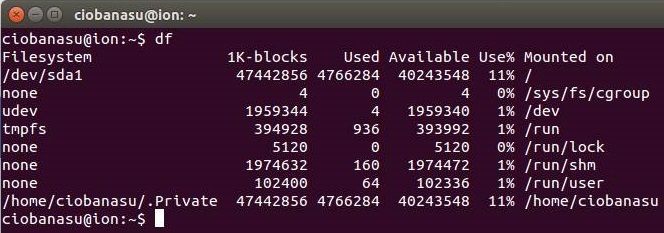 ciobanasu@ion: ~
ciobanasu@ion:~$ df
Filesystem 1K-blocks Used Available Use% Mounted on
/dev/sda1 47442856 4766284 40243548 11% /
none 4 0 4 0% /sys/fs/cgroup
udev 1959344 4 1959340 1% /dev
tmpfs 394928 936 393992 1% /run
none 5120 0 5120 0% /run/lock
none 1974632 160 1974472 1% /run/shm
none 102400 64 102336 1% /run/user
/home/ciobanasu/.Private 47442856 4766284 40243548 11% /home/ciobanasu
ciobanasu@ion:~$